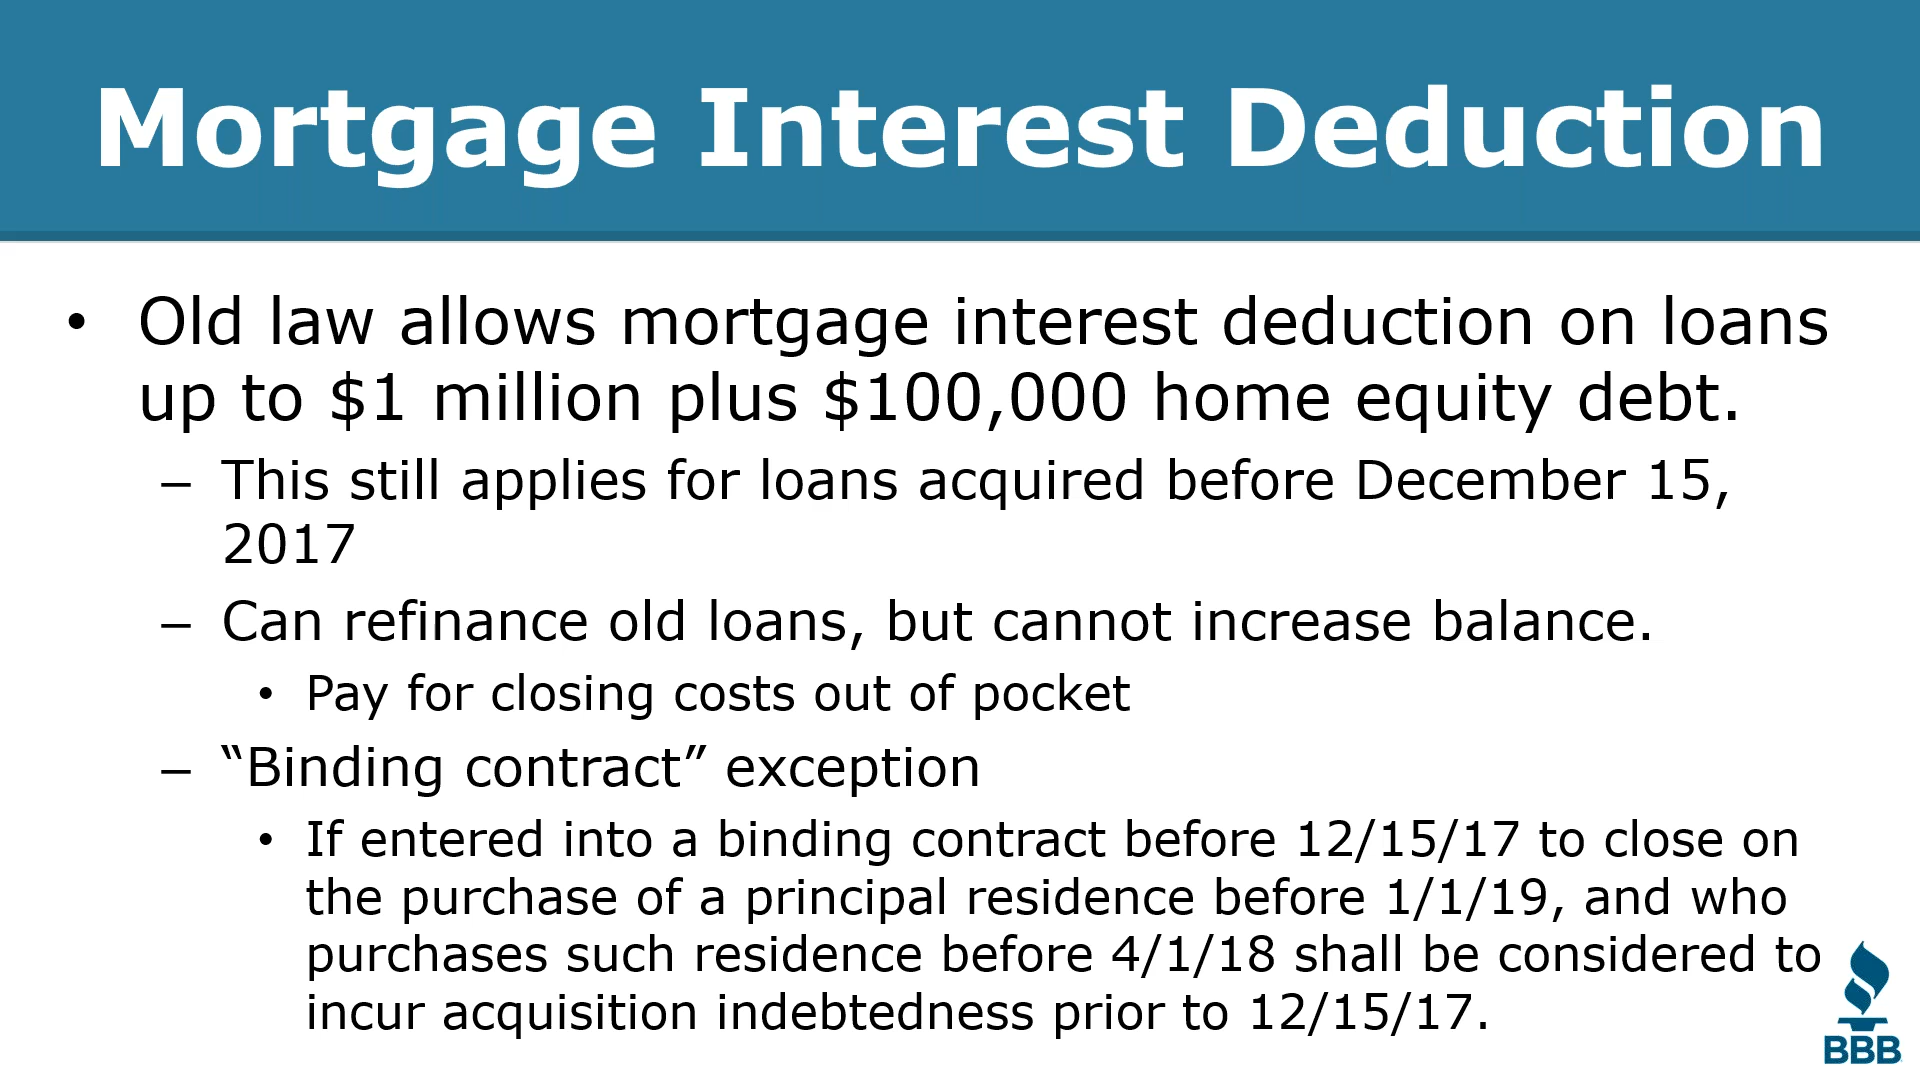 Mortgage Interest Deduction
• Old law allows mortgage interest deduction on loans
up to $1 million plus $100,000 home equity debt.
– This still applies for loans acquired before December 15,
2017
– Can refinance old loans, but cannot increase balance.
• Pay for closing costs out of pocket
– “Binding contract” exception
• If entered into a binding contract before 12/15/17 to close on
the purchase of a principal residence before 1/1/19, and who
purchases such residence before 4/1/18 shall be considered to
incur acquisition indebtedness prior to 12/15/17.
BBB